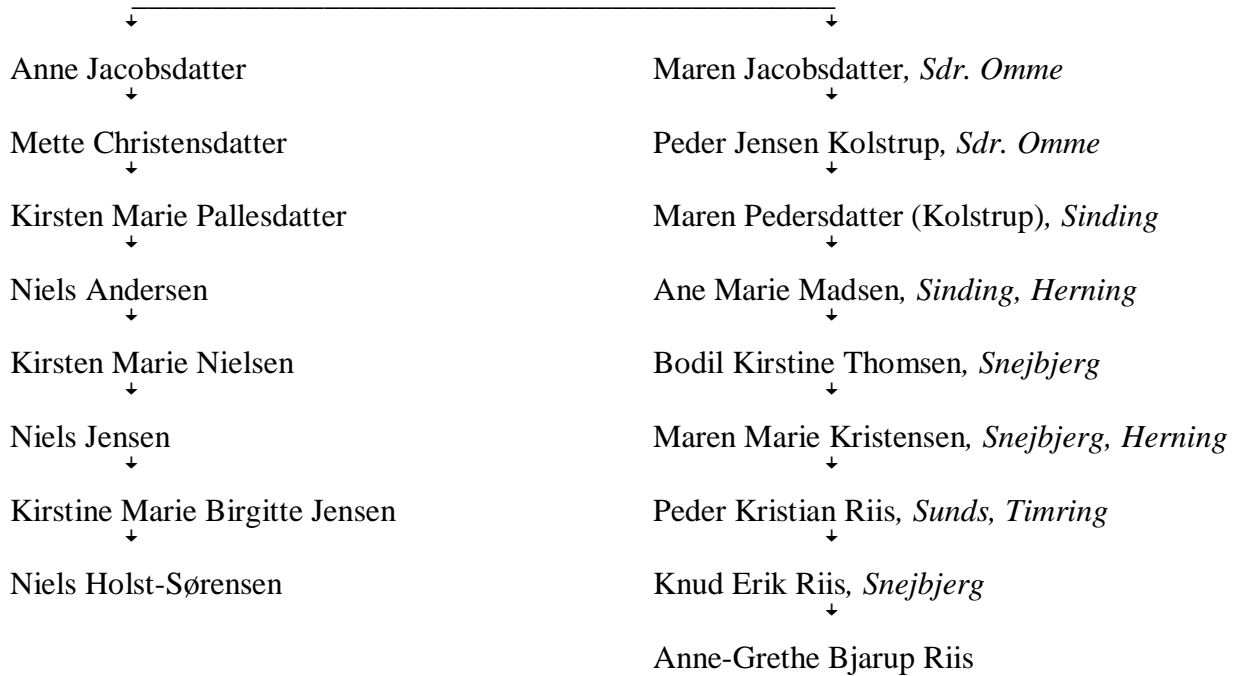 Anne Jacobsdatter Maren Jacobsdatter, Sdr. Omme
Mette Christensdatter Peder Jensen Kolstrup, Sdr. Omme
Kirsten Marie Pallesdatter Maren Pedersdatter (Kolstrup), Sinding
Niels Andersen Ane Marie Madsen, Sinding, Herning
Kirsten Marie Nielsen Bodil Kirstine Thomsen, Snejbjerg
Niels Jensen Maren Marie Kristensen, Snejbjerg, Herning
Kirstine Marie Birgitte Jensen Peder Kristian Riis, Sunds, Timring
Niels Holst-Sørensen Knud Erik Riis, Snejbjerg
Anne-Grethe Bjarup Riis